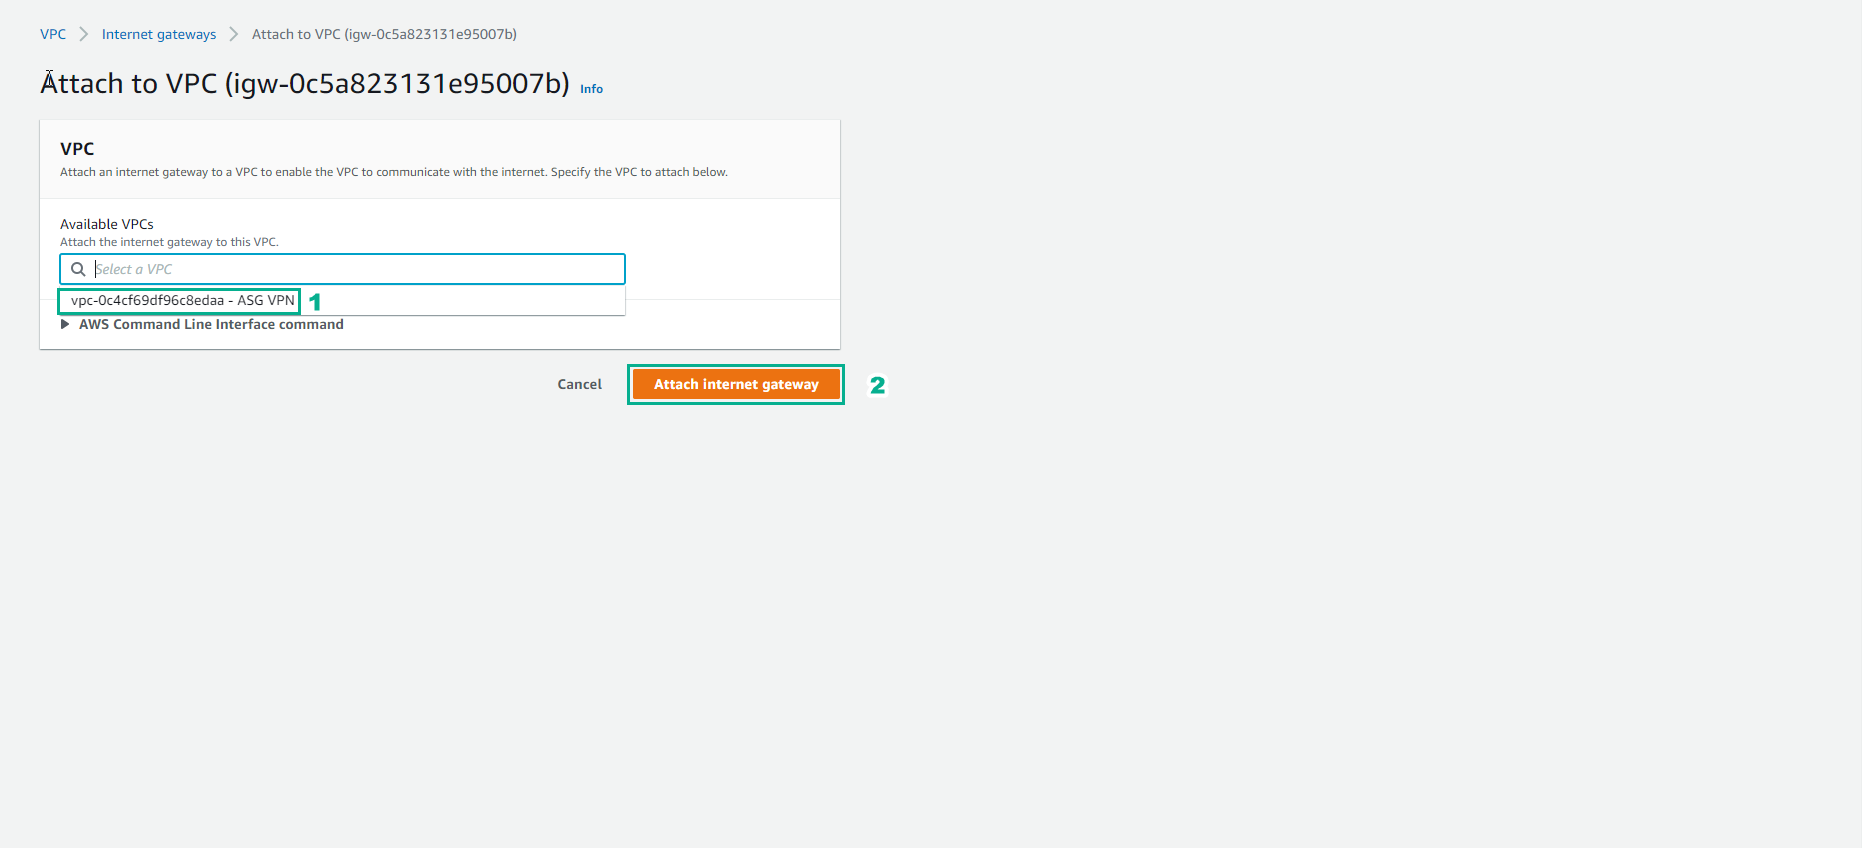 VPC > Internet gateways > Attach to VPC (igw-0c5a823131e95007b)
Attach to VPC (igw-0c5a823131e95007b) Info
VPC
Attach an internet gateway to a VPC to enable the VPC to communicate with the internet. Specify the VPC to attach below.
Available VPCs
Attach the internet gateway to this VPC.
Select a VPC
vpc-0c4cf69df96c8edaa - ASG VPN 1
AWS Command Line Interface command
Cancel Attach internet gateway 2